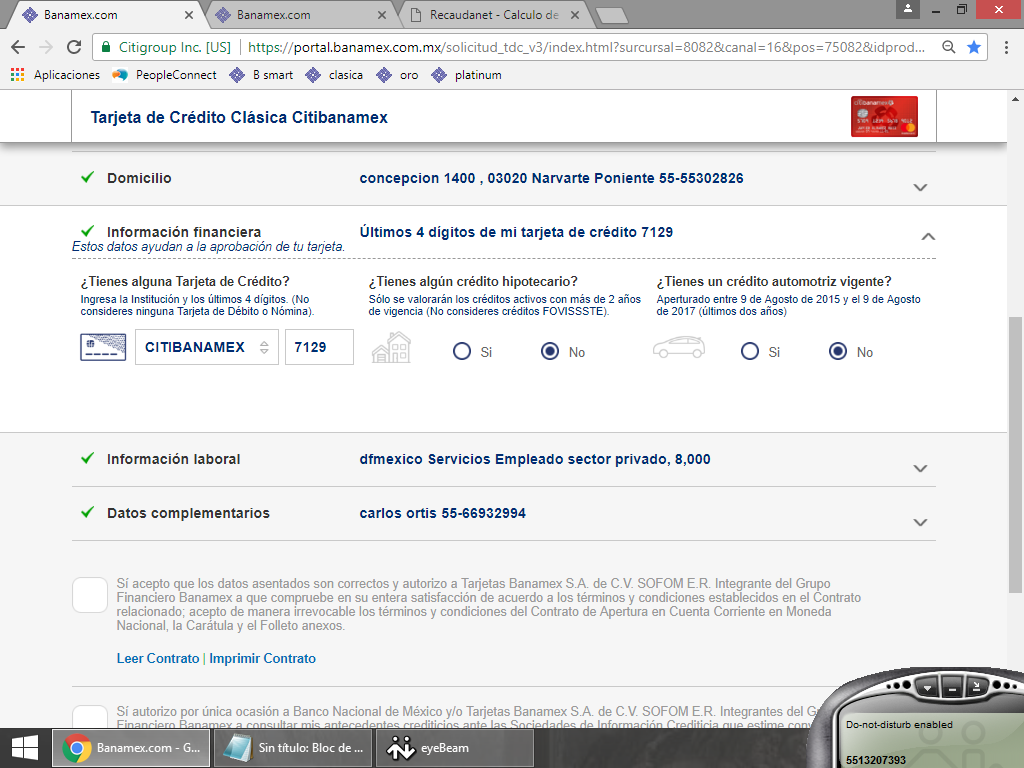 Banamex.com
Banamex.com
Recaudanet - Calculo de
Citigroup Inc. [US]
https://portal.banamex.com.mx/solicitud_tdc_v3/index.html?surcursal=8082&canal=16&pos=75082&idprod...
Aplicaciones
PeopleConnect
B smart
clasica
oro
platinum
Tarjeta de Crédito Clásica Citibanamex
Domicilio
concepcion 1400 , 03020 Narvarte Poniente 55-55302826
Información financiera
Últimos 4 dígitos de mi tarjeta de crédito 7129
Estos datos ayudan a la aprobación de tu tarjeta.
¿Tienes alguna Tarjeta de Crédito?
Ingresa la Institución y los últimos 4 dígitos. (No
consideres ninguna Tarjeta de Débito o Nómina).
CITIBANAMEX
7129
¿Tienes algún crédito hipotecario?
Sólo se valorarán los créditos activos con más de 2 años
de vigencia (No consideres créditos FOVISSSTE).
Si
No
¿Tienes un crédito automotriz vigente?
Aperturado entre 9 de Agosto de 2015 y el 9 de Agosto
de 2017 (últimos dos años)
Si
No
Información laboral
dfmexico Servicios Empleado sector privado, 8,000
Datos complementarios
carlos ortis 55-66932994
Sí acepto que los datos asentados son correctos y autorizo a Tarjetas Banamex S.A. de C.V. SOFOM E.R. Integrante del Grupo
Financiero Banamex a que compruebe en su entera satisfacción de acuerdo a los términos y condiciones establecidos en el Contrato
relacionado; acepto de manera irrevocable los términos y condiciones del Contrato de Apertura en Cuenta Corriente en Moneda
Nacional, la Carátula y el Folleto anexos.
Leer Contrato | Imprimir Contrato
Sí autorizo por única ocasión a Banco Nacional de México y/o Tarjetas Banamex S.A. de C.V. SOFOM E.R. Integrantes del G
Financiero Banamex a consultar mis antecedentes crediticios ante las Sociedades de Información Crediticia que estime
Do-not-disturb enabled
5513207393
Banamex.com - G...
Sin título: Bloc de ...
eyeBeam